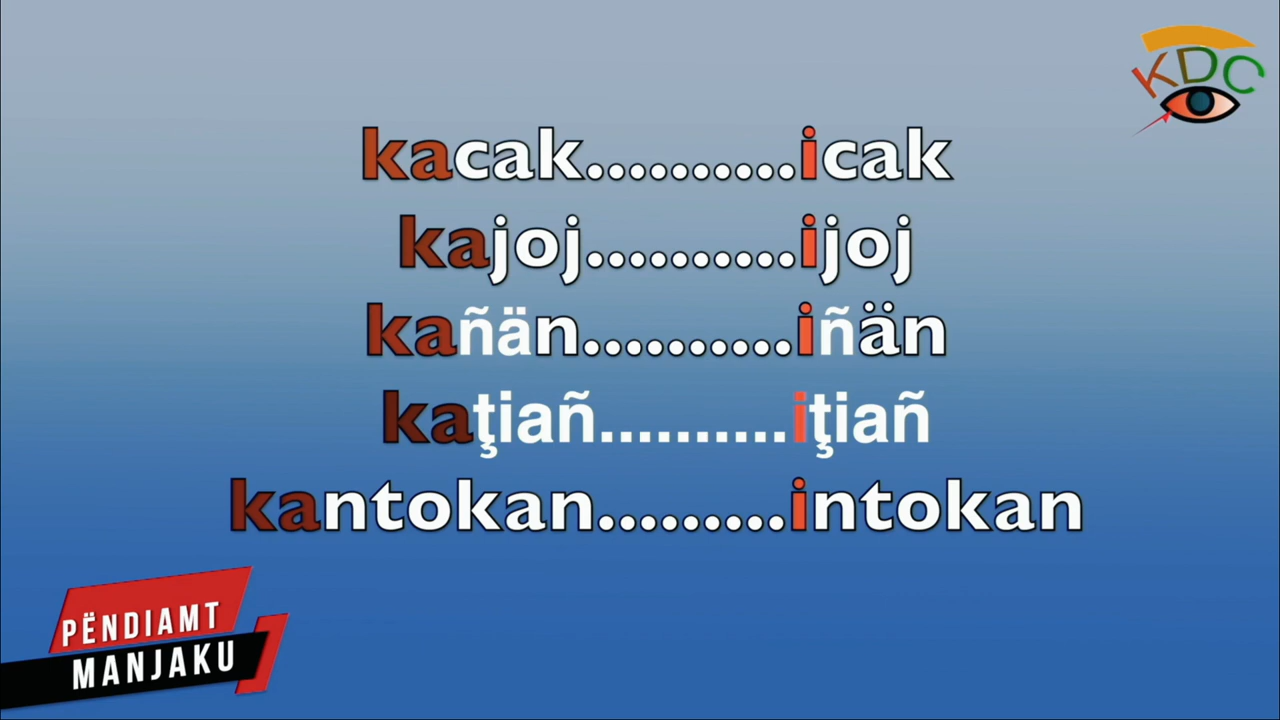 KDC
kacak..........icak
kajoj..........ijoj
kañän..........iñän
kaţiañ..........iţiañ
kantokan.........intokan
PËNDIAMT
MANJAKU